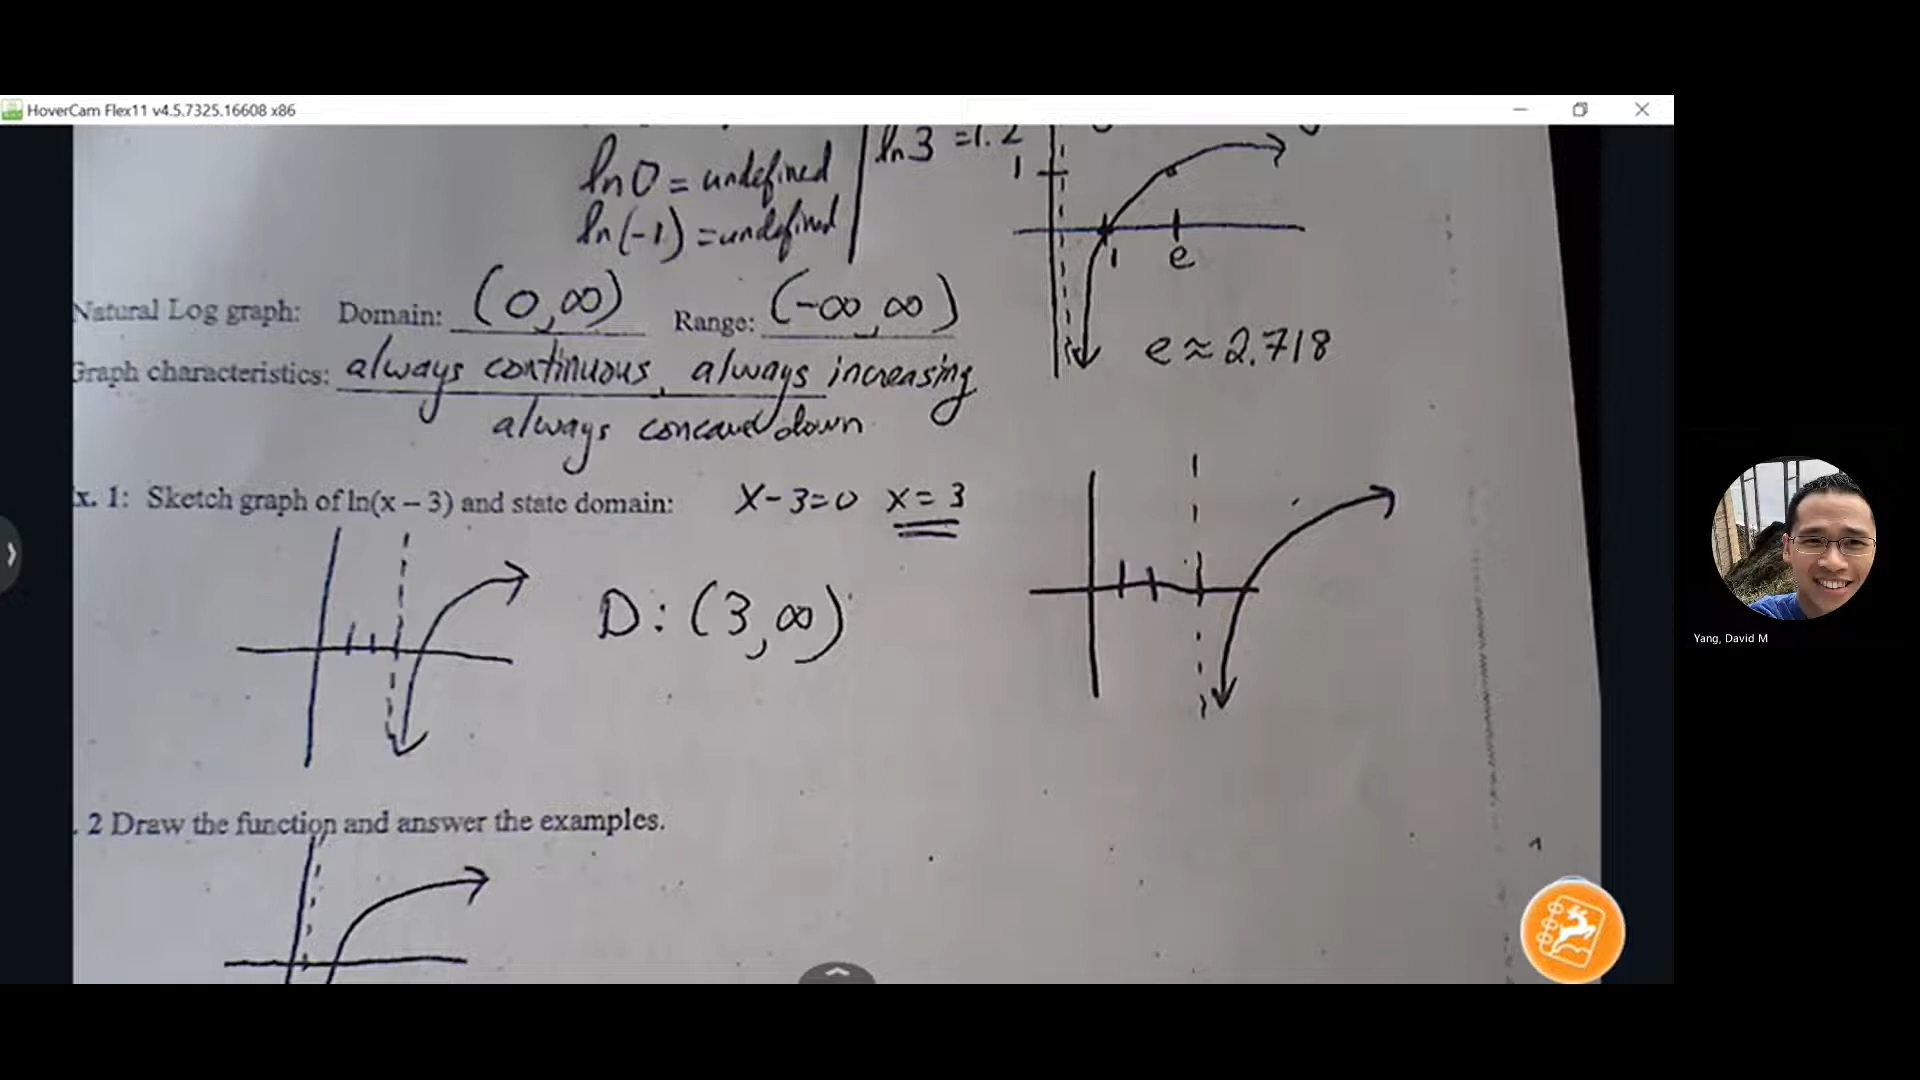 HoverCam Flex11 v4.5.7325.16608 x86
ln 0 = undefined
ln(-1) = undefined
ln 3 = 1.2
1
1 e
e ≈ 2.718
Natural Log graph: Domain: (0, ∞) Range: (-∞, ∞)
Graph characteristics: always continuous, always increasing
always concave down
x. 1: Sketch graph of ln(x – 3) and state domain: x-3=0 x=3
D: (3, ∞)
. 2 Draw the function and answer the examples.
Yang, David M